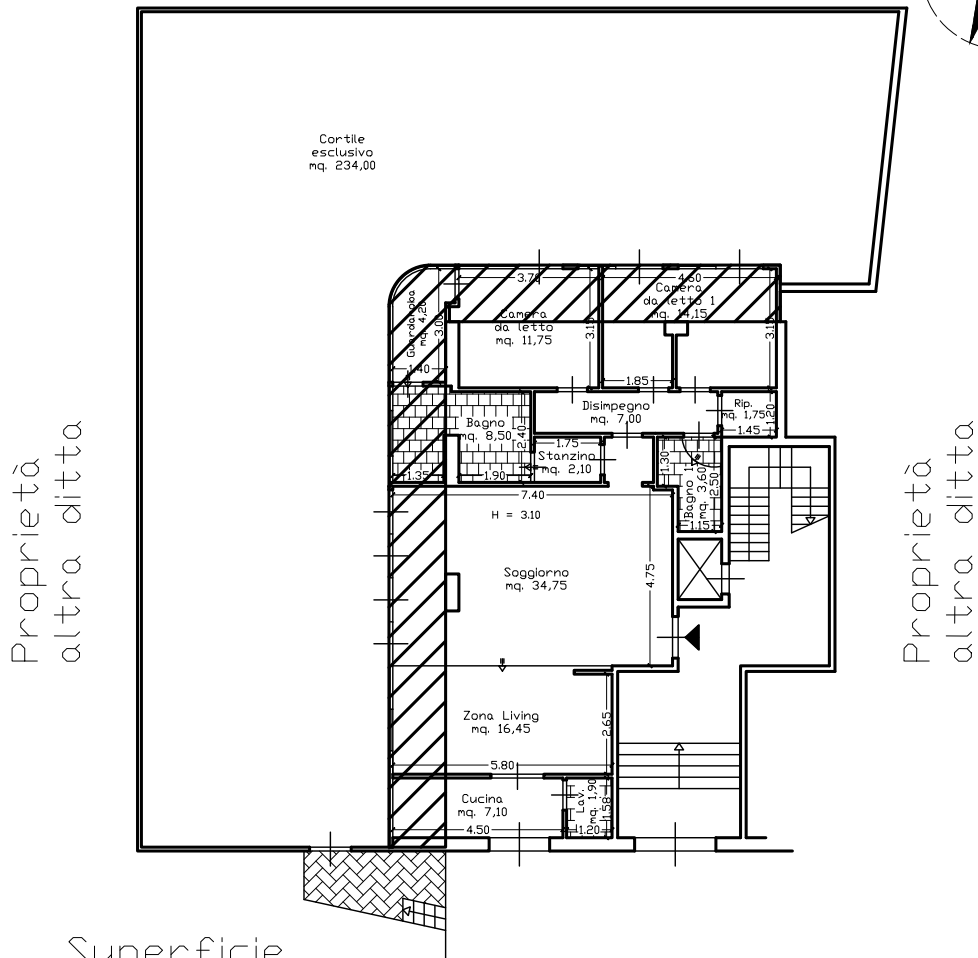 Cortile
esclusivo
mq. 234,00
Proprietà
altra ditta
Proprietà
altra ditta
3.70
4.60
Guardaroba
mq. 4,20
3.00
1.40
Camera
da letto
mq. 11,75
3.15
Camera
da letto 1
mq. 14,15
3.15
1.85
Disimpegno
mq. 7,00
Rip.
mq. 1,75
1.20
1.45
Bagno
mq. 8,50
2.40
1.35
1.90
1.75
Stanzino
mq. 2,10
1.30
Bagno 1
mq. 3,60
2.50
1.15
7.40
H = 3.10
Soggiorno
mq. 34,75
4.75
Zona Living
mq. 16,45
2.65
5.80
Cucina
mq. 7,10
4.50
Lav.
mq. 1,90
1.58
1.20
Superficie